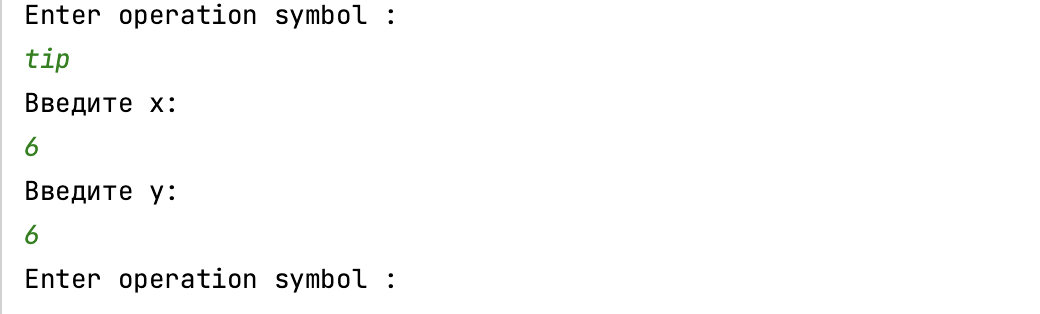 Enter operation symbol :
tip
Введите x:
6
Введите y:
6
Enter operation symbol :